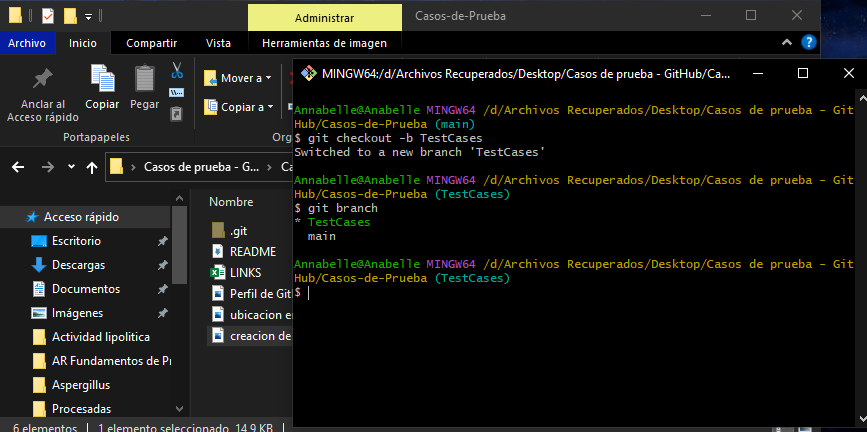 Administrar
Casos-de-Prueba
Archivo
Inicio
Compartir
Vista
Herramientas de imagen
Anclar al
Acceso rápido
Copiar
Pegar
Mover a
Copiar a
Portapapeles
Org
Casos de prueba - G...
Ca
Acceso rápido
Escritorio
Descargas
Documentos
Imágenes
Actividad lipolitica
AR Fundamentos de Pr
Aspergillus
Procesadas
Nombre
.git
README
LINKS
Perfil de Git
ubicacion e
creacion de
6 elementos
1 elemento seleccionado 14.9 KB
MINGW64:/d/Archivos Recuperados/Desktop/Casos de prueba - GitHub/Ca...
Annabelle@Anabelle MINGW64 /d/Archivos Recuperados/Desktop/Casos de prueba - Git
Hub/Casos-de-Prueba (main)
$ git checkout -b TestCases
Switched to a new branch 'TestCases'
Annabelle@Anabelle MINGW64 /d/Archivos Recuperados/Desktop/Casos de prueba - Git
Hub/Casos-de-Prueba (TestCases)
$ git branch
* TestCases
main
Annabelle@Anabelle MINGW64 /d/Archivos Recuperados/Desktop/Casos de prueba - Git
Hub/Casos-de-Prueba (TestCases)
$